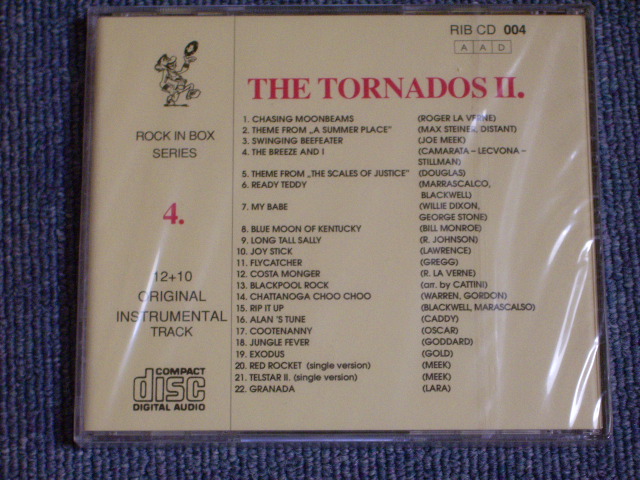 RIB CD 004
A A D
THE TORNADOS II.
ROCK IN BOX
SERIES
4.
12+10
ORIGINAL
INSTRUMENTAL
TRACK
COMPACT
disc
DIGITAL AUDIO
1. CHASING MOONBEAMS (ROGER LA VERNE)
2. THEME FROM „A SUMMER PLACE" (MAX STEINER, DISTANT)
3. SWINGING BEEFEATER (JOE MEEK)
4. THE BREEZE AND I (CAMARATA – LECVONA –
STILLMAN)
5. THEME FROM „THE SCALES OF JUSTICE" (DOUGLAS)
6. READY TEDDY (MARRASCALCO,
BLACKWELL)
7. MY BABE (WILLIE DIXON,
GEORGE STONE)
8. BLUE MOON OF KENTUCKY (BILL MONROE)
9. LONG TALL SALLY (R. JOHNSON)
10. JOY STICK (LAWRENCE)
11. FLYCATCHER (GREGG)
12. COSTA MONGER (R. LA VERNE)
13. BLACKPOOL ROCK (arr. by CATTINI)
14. CHATTANOGA CHOO CHOO (WARREN, GORDON)
15. RIP IT UP (BLACKWELL, MARASCALSO)
16. ALAN 'S TUNE (CADDY)
17. COOTENANNY (OSCAR)
18. JUNGLE FEVER (GODDARD)
19. EXODUS (GOLD)
20. RED ROCKET (single version) (MEEK)
21. TELSTAR II. (single version) (MEEK)
22. GRANADA (LARA)